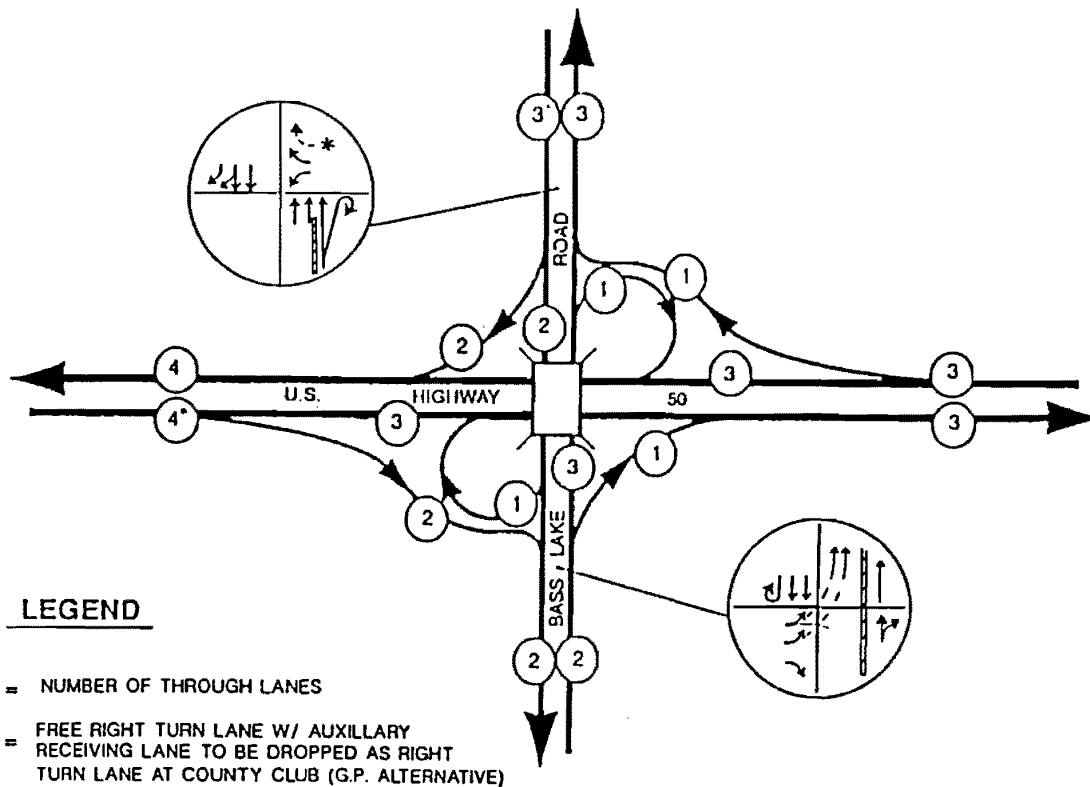 3* 3
*
ROAD
1 1
2
2
4 3 3
U.S. HIGHWAY 50
4* 3 3
3 1
1
2
BASS LAKE
2 2
LEGEND
= NUMBER OF THROUGH LANES
= FREE RIGHT TURN LANE W/ AUXILLARY
RECEIVING LANE TO BE DROPPED AS RIGHT
TURN LANE AT COUNTY CLUB (G.P. ALTERNATIVE)